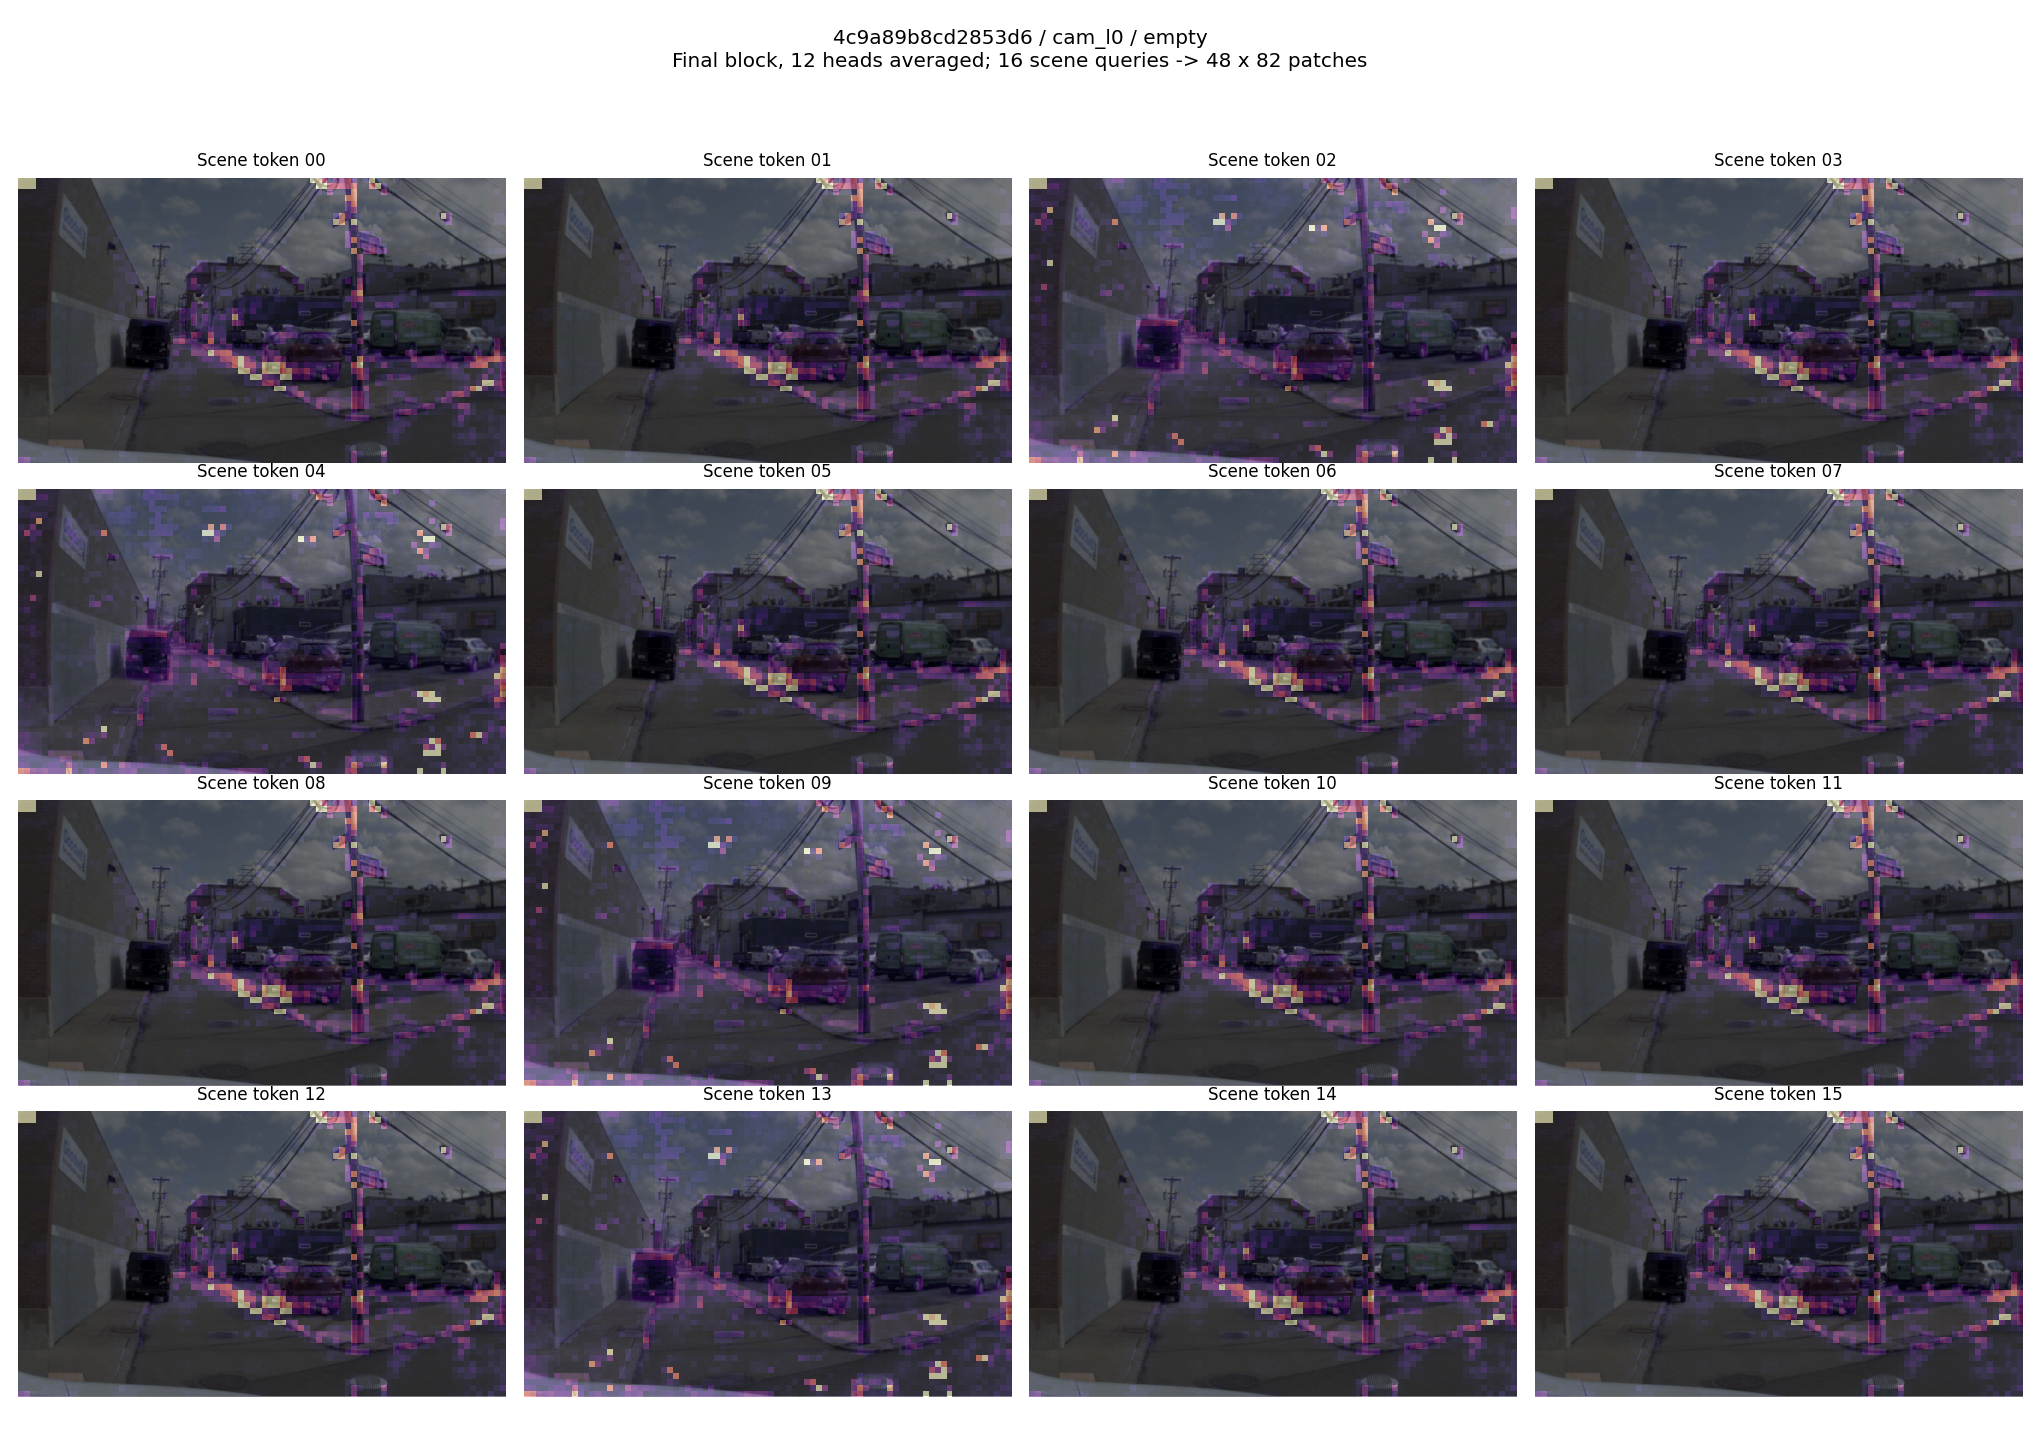 4c9a89b8cd2853d6 / cam_l0 / empty
Final block, 12 heads averaged; 16 scene queries -> 48 x 82 patches
Scene token 00
Scene token 01
Scene token 02
Scene token 03
Scene token 04
Scene token 05
Scene token 06
Scene token 07
Scene token 08
Scene token 09
Scene token 10
Scene token 11
Scene token 12
Scene token 13
Scene token 14
Scene token 15